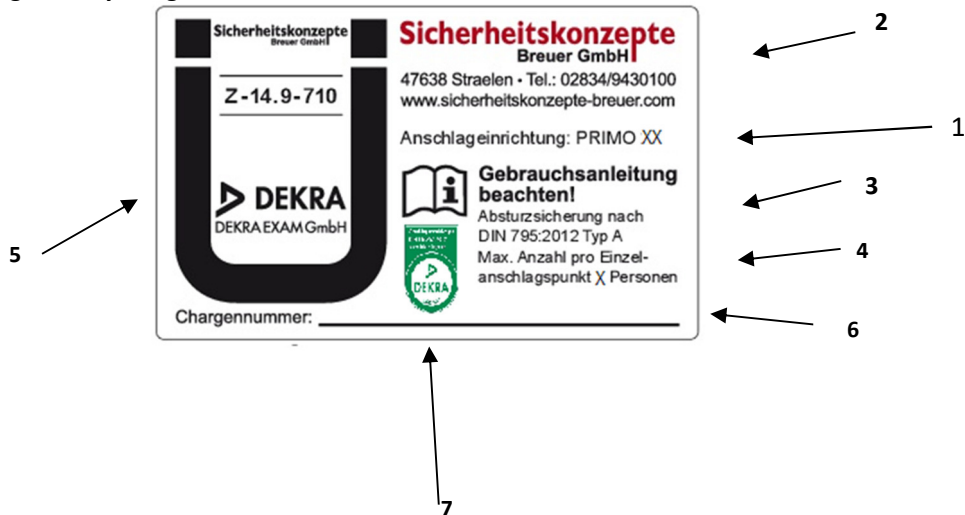 Sicherheitskonzepte
Breuer GmbH
Z-14.9-710
DEKRA
DEKRA EXAM GmbH
Sicherheitskonzepte
Breuer GmbH
47638 Straelen • Tel.: 02834/9430100
www.sicherheitskonzepte-breuer.com
Anschlageinrichtung: PRIMO XX
Gebrauchsanleitung
beachten!
Absturzsicherung nach
DIN 795:2012 Typ A
Max. Anzahl pro Einzel-
anschlagspunkt X Personen
DEKRA
Chargennummer:
2
1
3
4
5
6
7